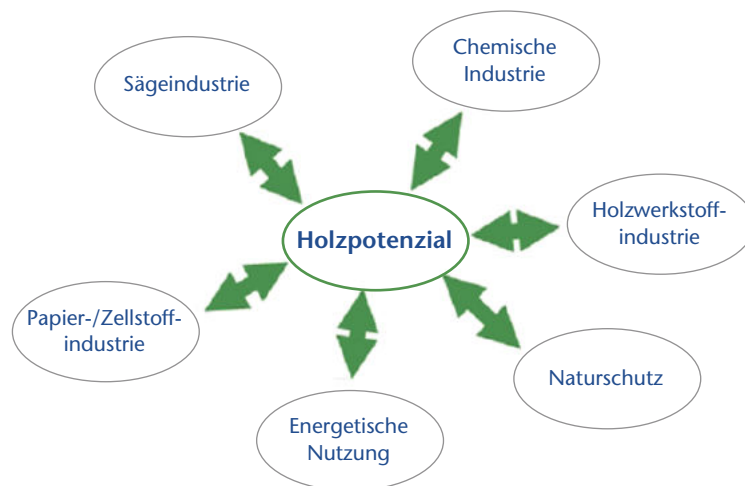 Chemische
Industrie
Sägeindustrie
Holzwerkstoff-
industrie
Holzpotenzial
Papier-/Zellstoff-
industrie
Naturschutz
Energetische
Nutzung